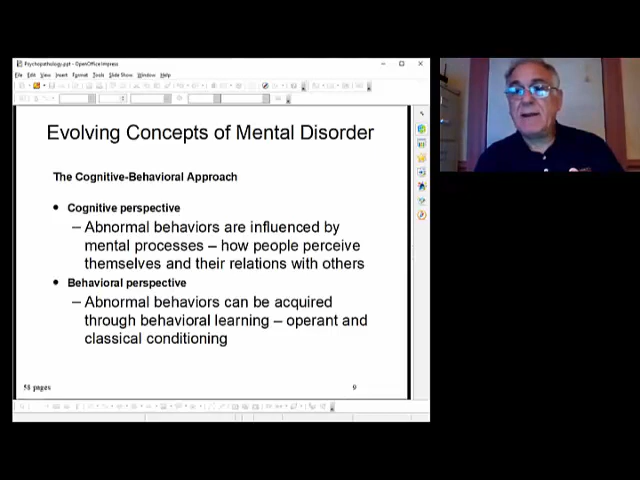 Psychopathology.ppt - OpenOffice Impress
File Edit View Insert Format Tools Slide Show Window Help
Evolving Concepts of Mental Disorder
The Cognitive-Behavioral Approach
• Cognitive perspective
– Abnormal behaviors are influenced by
mental processes – how people perceive
themselves and their relations with others
• Behavioral perspective
– Abnormal behaviors can be acquired
through behavioral learning – operant and
classical conditioning
58 pages
9